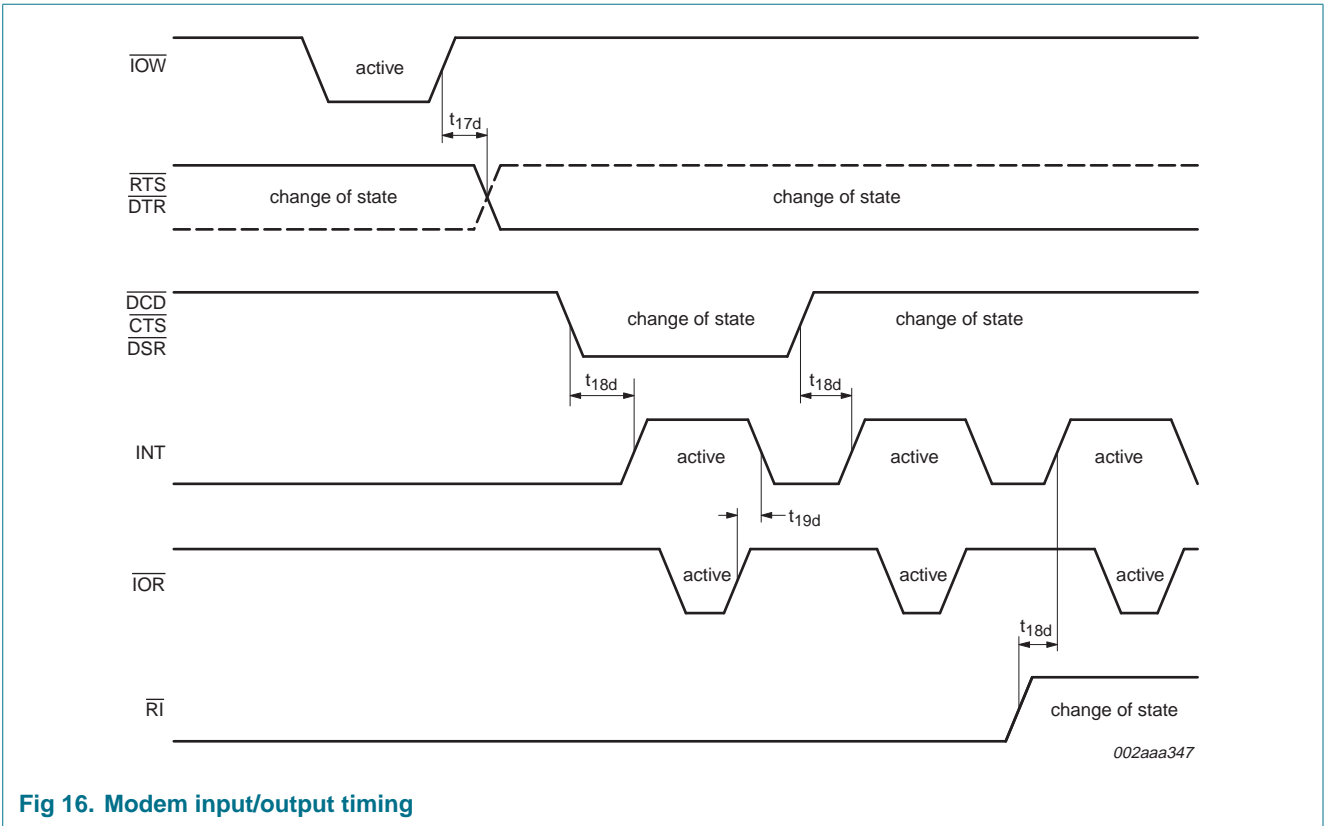 IOW
active
t17d
RTS
DTR
change of state
change of state
DCD
CTS
DSR
change of state
change of state
t18d
t18d
INT
active
active
active
t19d
IOR
active
active
active
t18d
RI
change of state
002aaa347
Fig 16. Modem input/output timing